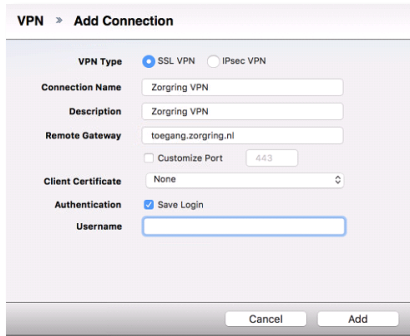 VPN » Add Connection
VPN Type SSL VPN IPsec VPN
Connection Name Zorgring VPN
Description Zorgring VPN
Remote Gateway toegang.zorgring.nl
Customize Port 443
Client Certificate None
Authentication Save Login
Username
Cancel Add